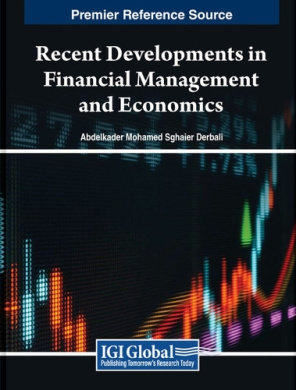 Premier Reference Source
Recent Developments in
Financial Management
and Economics
Abdelkader Mohamed Sghaier Derbali
IGI Global
Publishing Tomorrow's Research Today